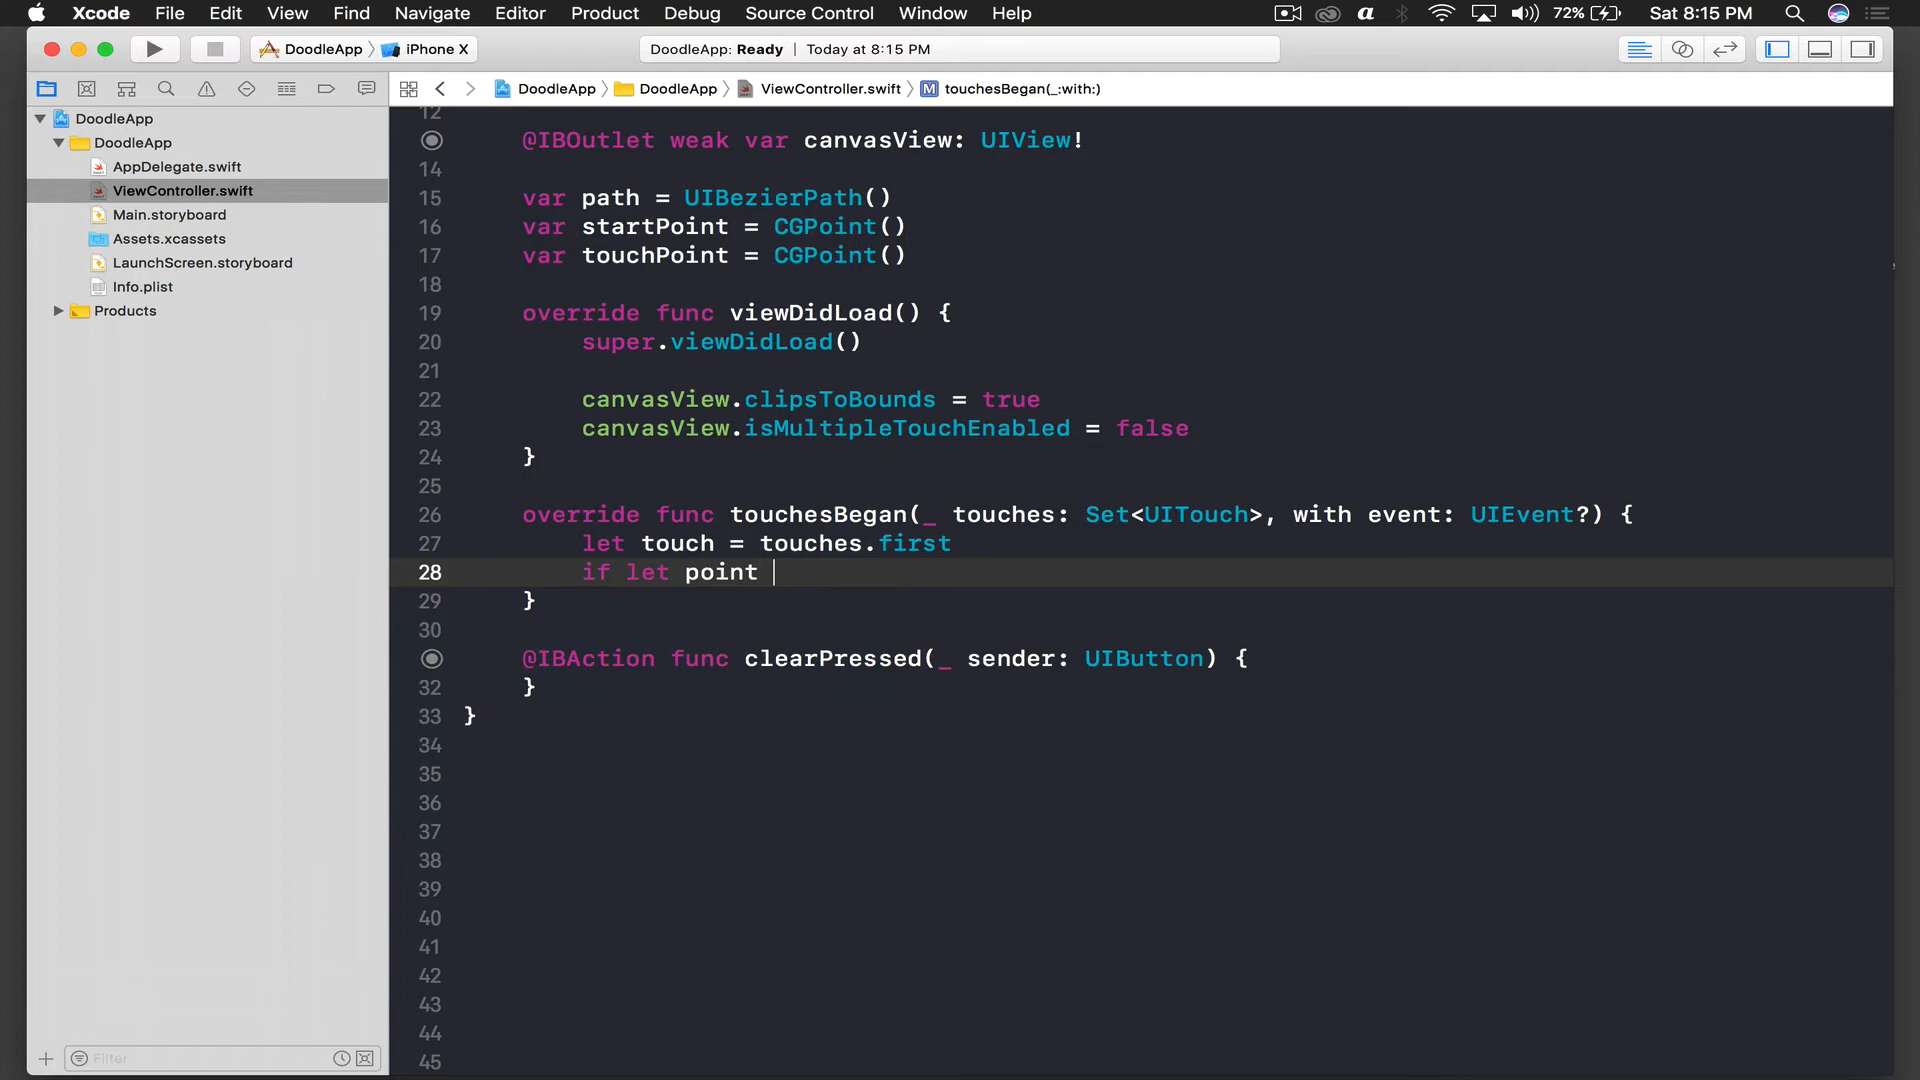 Xcode File Edit View Find Navigate Editor Product Debug Source Control Window Help 72% Sat 8:15 PM
DoodleApp iPhone X DoodleApp: Ready | Today at 8:15 PM
DoodleApp DoodleApp ViewController.swift M touchesBegan(_:with:)
DoodleApp
DoodleApp
AppDelegate.swift
ViewController.swift
Main.storyboard
Assets.xcassets
LaunchScreen.storyboard
Info.plist
Products
Filter
12
@IBOutlet weak var canvasView: UIView!
14
15 var path = UIBezierPath()
16 var startPoint = CGPoint()
17 var touchPoint = CGPoint()
18
19 override func viewDidLoad() {
20 super.viewDidLoad()
21
22 canvasView.clipsToBounds = true
23 canvasView.isMultipleTouchEnabled = false
24 }
25
26 override func touchesBegan(_ touches: Set<UITouch>, with event: UIEvent?) {
27 let touch = touches.first
28 if let point
29 }
30
@IBAction func clearPressed(_ sender: UIButton) {
32 }
33 }
34
35
36
37
38
39
40
41
42
43
44
45